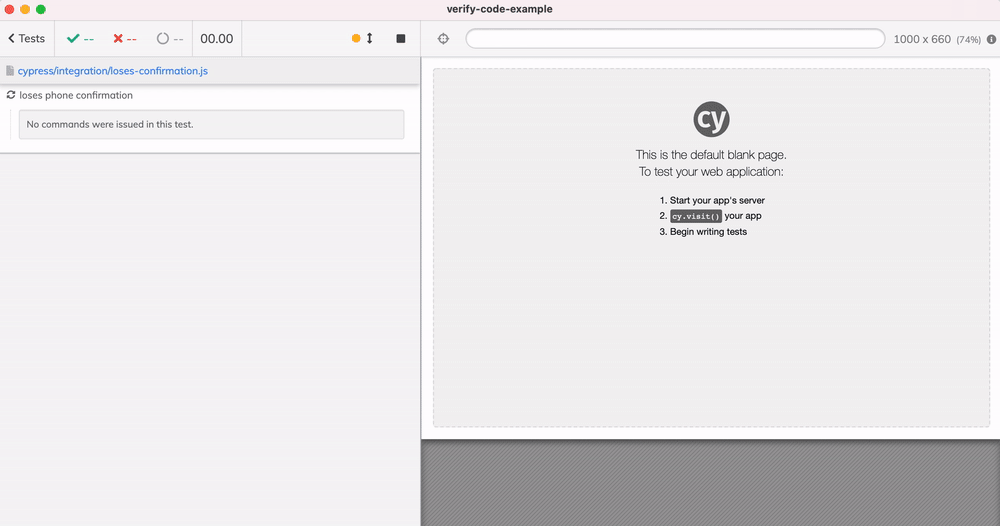 verify-code-example
Tests -- -- -- 00.00
1000 x 660 (74%)
cypress/integration/loses-confirmation.js
loses phone confirmation
No commands were issued in this test.
cy
This is the default blank page.
To test your web application:
1. Start your app's server
2. cy.visit() your app
3. Begin writing tests